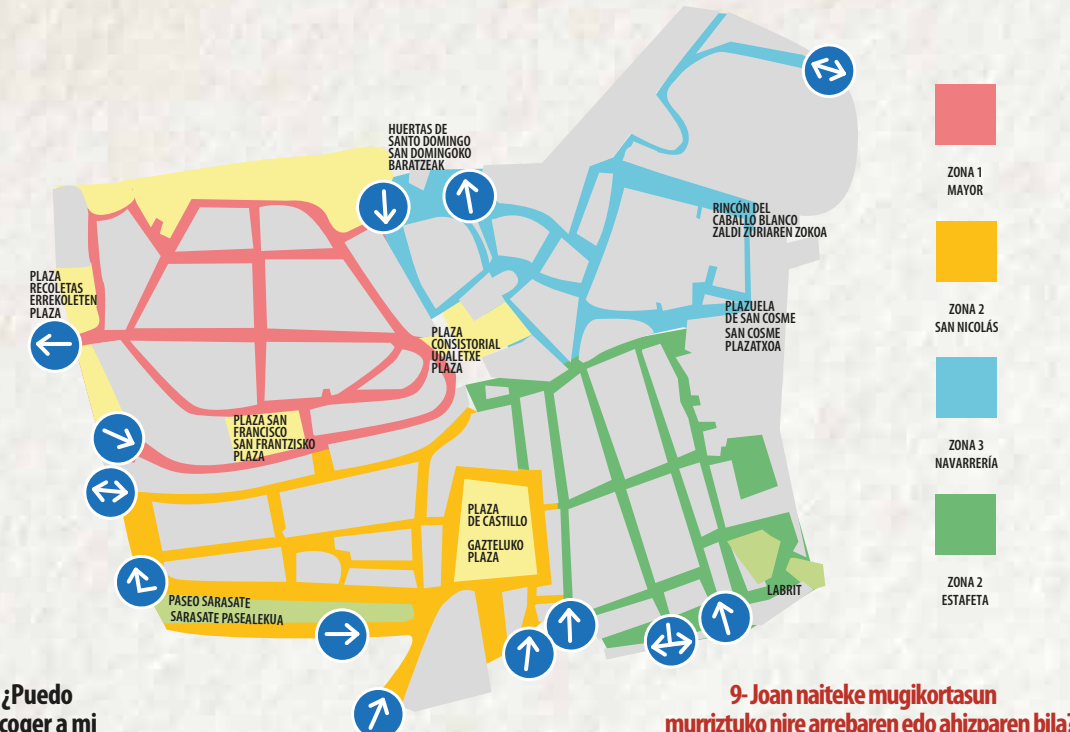 HUERTAS DE
SANTO DOMINGO
SAN DOMINGOKO
BARATZEAK
ZONA 1
MAYOR
RINCÓN DEL
CABALLO BLANCO
ZALDI ZURIAREN ZOKOA
PLAZA
RECOLETAS
ERREKOLETEN
PLAZA
ZONA 2
SAN NICOLÁS
PLAZUELA
DE SAN COSME
SAN COSME
PLAZATXOA
PLAZA
CONSISTORIAL
UDALETXE
PLAZA
PLAZA SAN
FRANCISCO
SAN FRANTZISKO
PLAZA
ZONA 3
NAVARRERÍA
PLAZA
DE CASTILLO
GAZTELUKO
PLAZA
ZONA 2
ESTAFETA
LABRIT
PASEO SARASATE
SARASATE PASEALEKUA
¿Puedo
coger a mi
9- Joan naiteke mugikortasun
murriztuko nire arrebaren edo ahizparen bila?